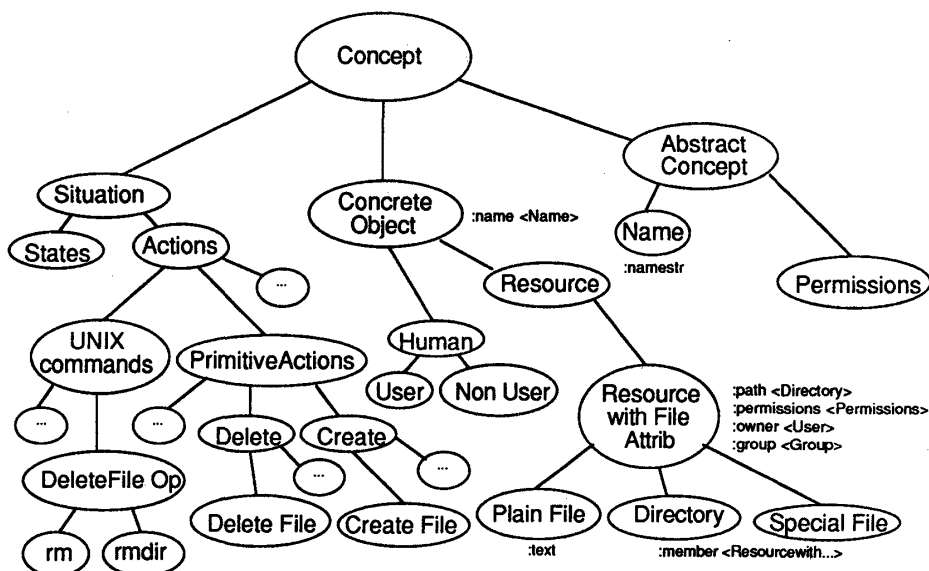 Concept
Abstract
Concept
Situation
Concrete
Object
:name <Name>
Name
:namestr
States
Actions
...
Resource
Permissions
UNIX
commands
PrimitiveActions
Human
User
Non User
Resource
with File
Attrib
:path <Directory>
:permissions <Permissions>
:owner <User>
:group <Group>
...
...
Delete
Create
...
...
DeleteFile Op
Delete File
Create File
Plain File
Directory
Special File
:text
:member <Resourcewith...>
rm
rmdir